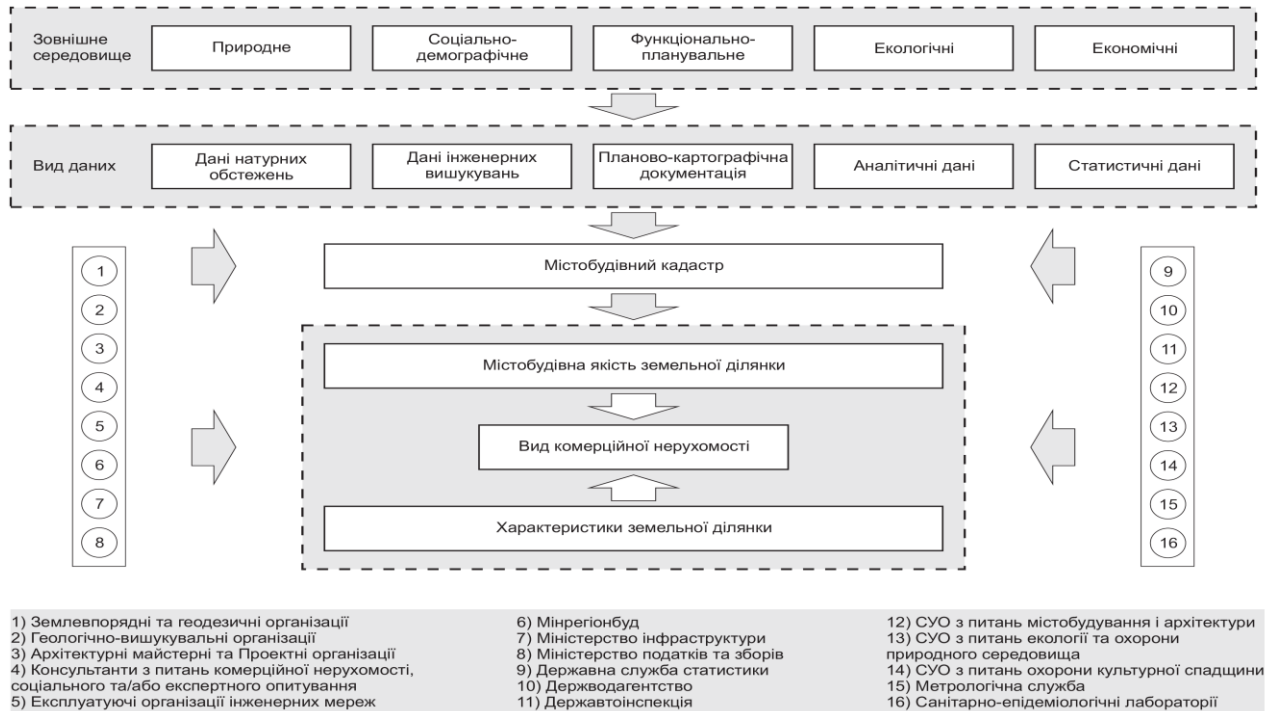 Зовнішне
середовище
Природне
Соціально-
демографічне
Функціонально-
планувальне
Екологічні
Економічні
Вид даних
Дані натурних
обстежень
Дані інженерних
вишукувань
Планово-картографічна
документація
Аналітичні дані
Статистичні дані
Містобудівний кадастр
1
2
3
4
5
6
7
8
9
10
11
12
13
14
15
16
Містобудівна якість земельної ділянки
Вид комерційної нерухомості
Характеристики земельної ділянки
1) Землевпорядні та геодезичні організації
2) Геологічно-вишукувальні організації
3) Архітектурні майстерні та Проектні організації
4) Консультанти з питань комерційної нерухомості,
соціального та/або експертного опитування
5) Експлуатуючі організації інженерних мереж
6) Мінрегіонбуд
7) Міністерство інфраструктури
8) Міністерство податків та зборів
9) Державна служба статистики
10) Держводагентство
11) Державтоінспекція
12) СУО з питань містобудування і архітектури
13) СУО з питань екології та охорони
природного середовища
14) СУО з питань охорони культурної спадщини
15) Метрологічна служба
16) Санітарно-епідеміологічні лабораторії